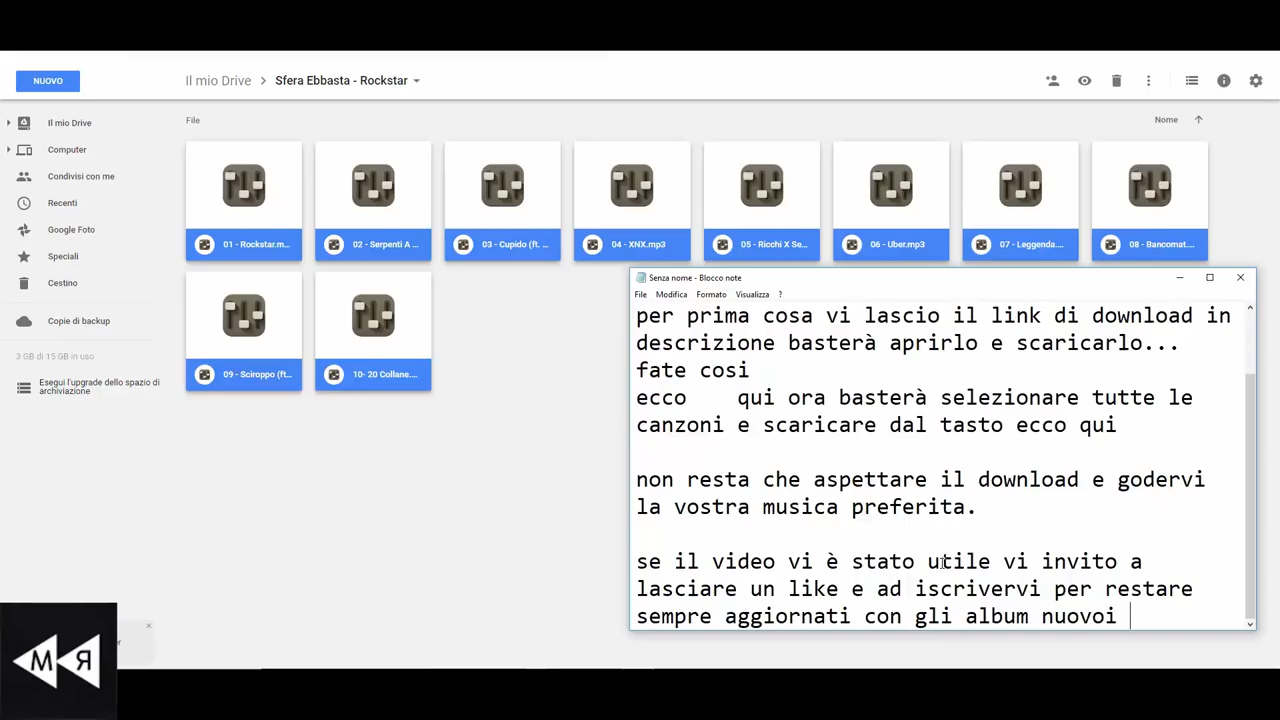 NUOVO
Il mio Drive > Sfera Ebbasta - Rockstar
Il mio Drive
Computer
Condivisi con me
Recenti
Google Foto
Speciali
Cestino
Copie di backup
3 GB di 15 GB in uso
Esegui l'upgrade dello spazio di
archiviazione
File
Nome
01 - Rockstar.m...
02 - Serpenti A ...
03 - Cupido (ft. ...
04 - XNX.mp3
05 - Ricchi X Se...
06 - Uber.mp3
07 - Leggenda....
08 - Bancomat....
09 - Sciroppo (ft...
10- 20 Collane....
Senza nome - Blocco note
File Modifica Formato Visualizza ?
per prima cosa vi lascio il link di download in
descrizione basterà aprirlo e scaricarlo...
fate cosi
ecco    qui ora basterà selezionare tutte le
canzoni e scaricare dal tasto ecco qui
non resta che aspettare il download e godervi
la vostra musica preferita.
se il video vi è stato utile vi invito a
lasciare un like e ad iscrivervi per restare
sempre aggiornati con gli album nuovoi
MR